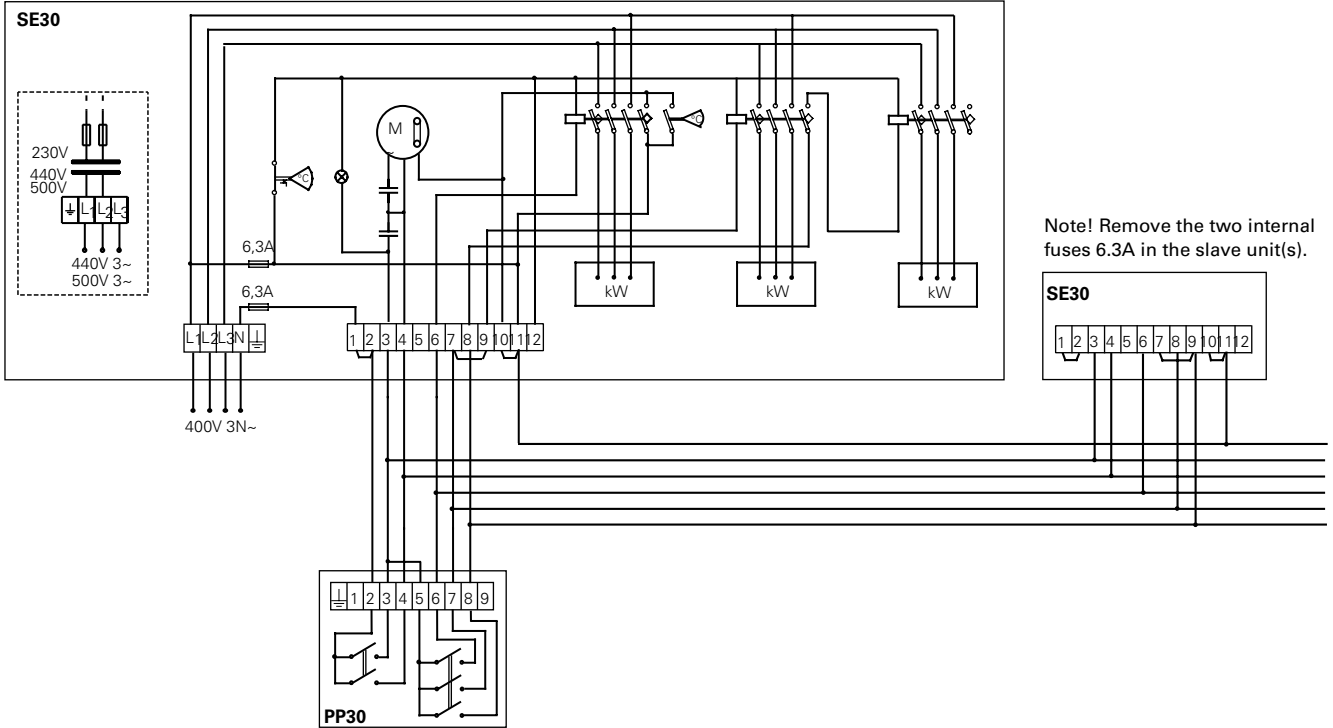 SE30
230V
440V
500V
L1 L2 L3
440V 3~
500V 3~
M
~
°C
°C
6,3A
6,3A
kW
kW
kW
L1 L2 L3 N
1 2 3 4 5 6 7 8 9 10 11 12
400V 3N~
Note! Remove the two internal
fuses 6.3A in the slave unit(s).
SE30
1 2 3 4 5 6 7 8 9 10 11 12
1 2 3 4 5 6 7 8 9
PP30